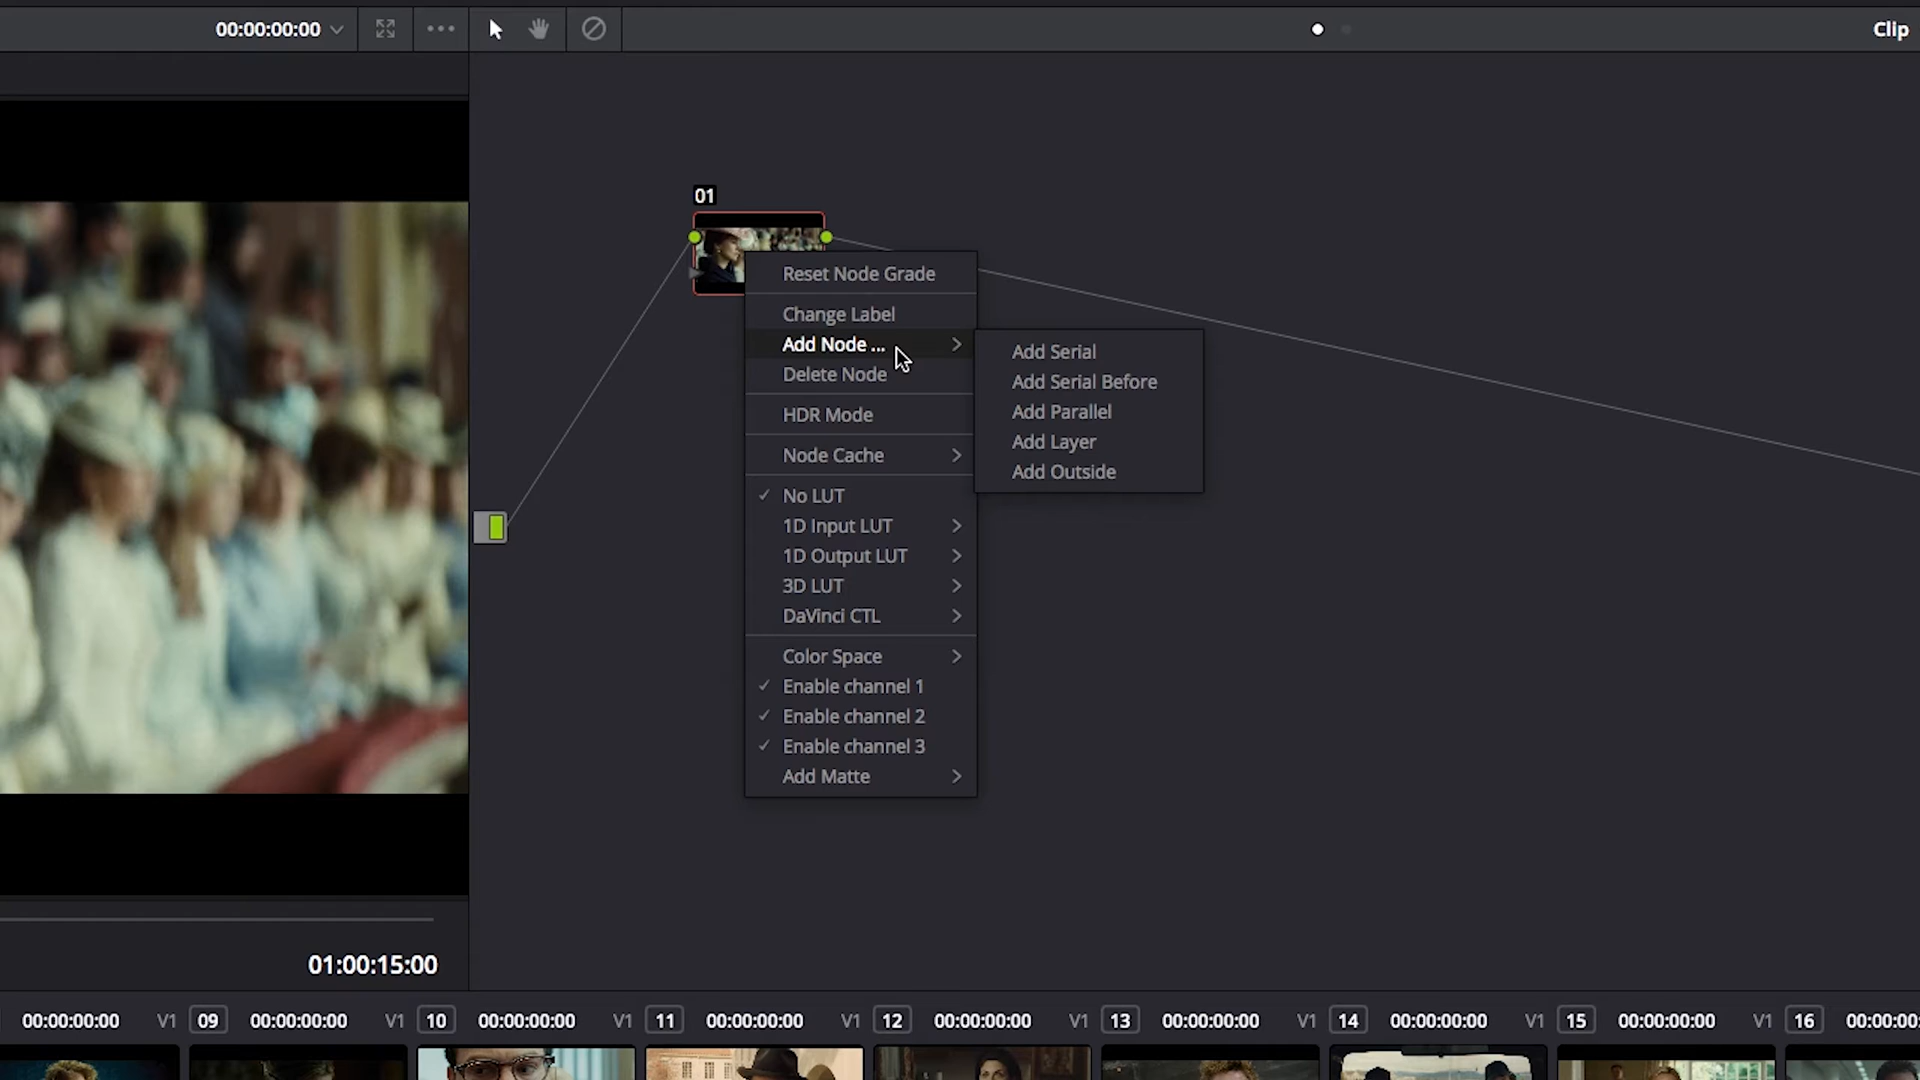 00:00:00:00
Clip
01
Reset Node Grade
Change Label
Add Node ...
Delete Node
HDR Mode
Node Cache
No LUT
1D Input LUT
1D Output LUT
3D LUT
DaVinci CTL
Color Space
Enable channel 1
Enable channel 2
Enable channel 3
Add Matte
Add Serial
Add Serial Before
Add Parallel
Add Layer
Add Outside
01:00:15:00
00:00:00:00 V1 09 00:00:00:00 V1 10 00:00:00:00 V1 11 00:00:00:00 V1 12 00:00:00:00 V1 13 00:00:00:00 V1 14 00:00:00:00 V1 15 00:00:00:00 V1 16 00:00:00: